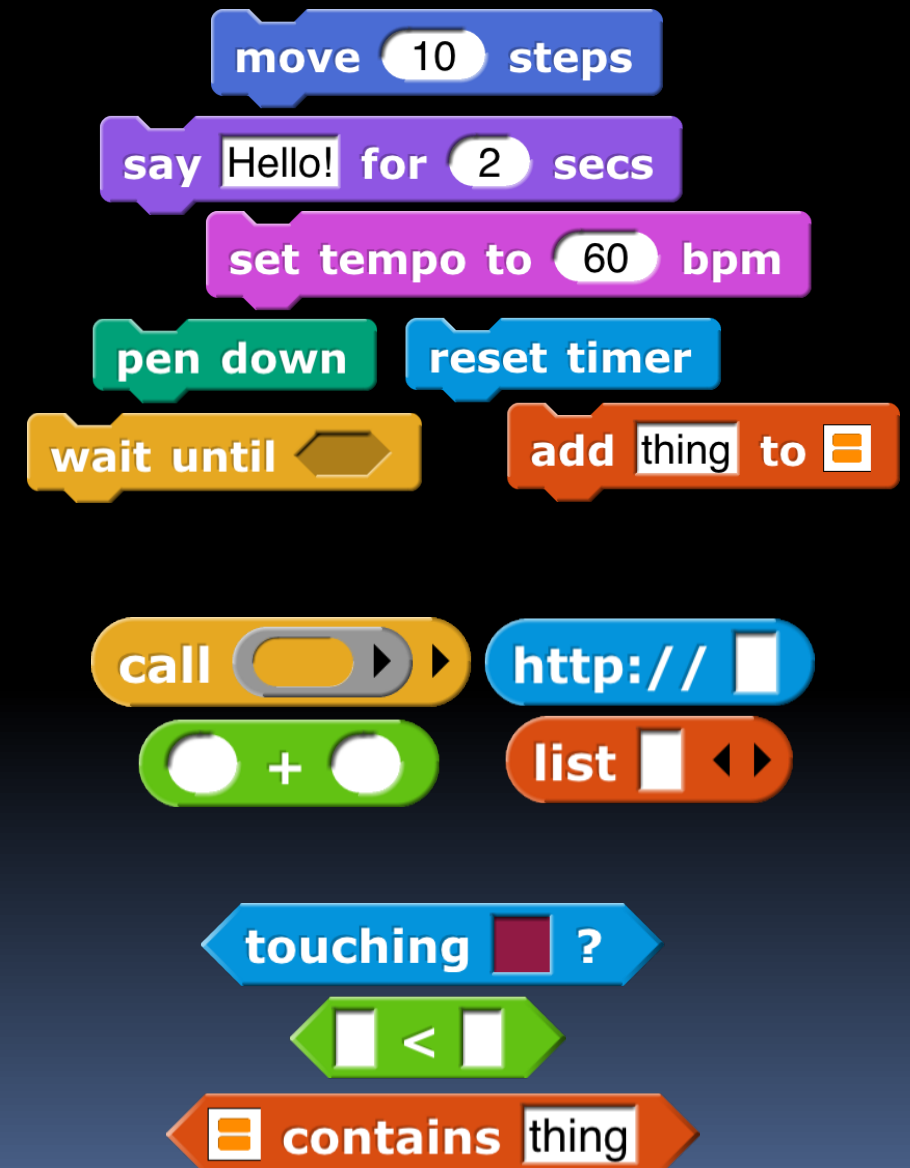 move 10 steps
say Hello! for 2 secs
set tempo to 60 bpm
pen down
reset timer
wait until
add thing to
call
http://
+
list
touching ?
<
contains thing